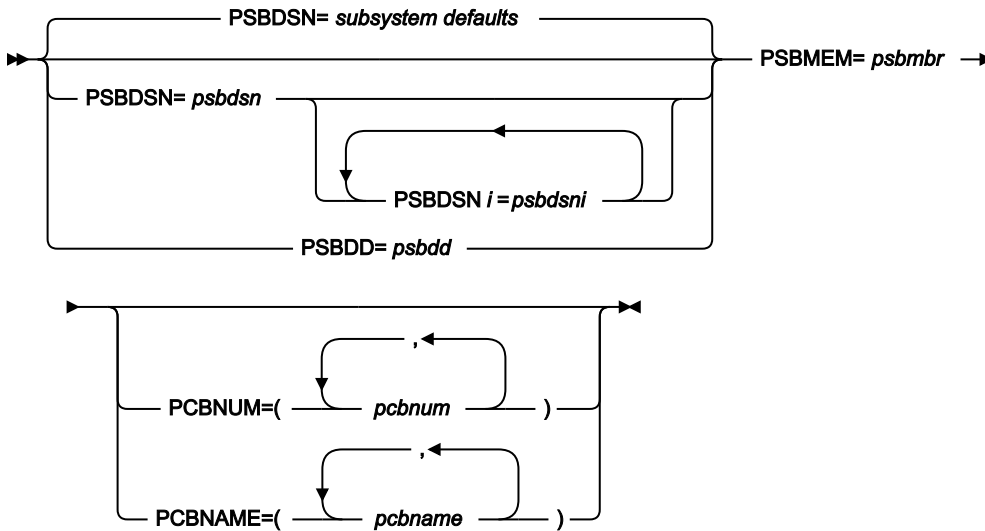 PSBDSN= subsystem defaults
PSBMEM= psbmbr
PSBDSN= psbdsn
PSBDSN i =psbdsni
PSBDD= psbdd
,
PCBNUM=( pcbnum )
,
PCBNAME=( pcbname )